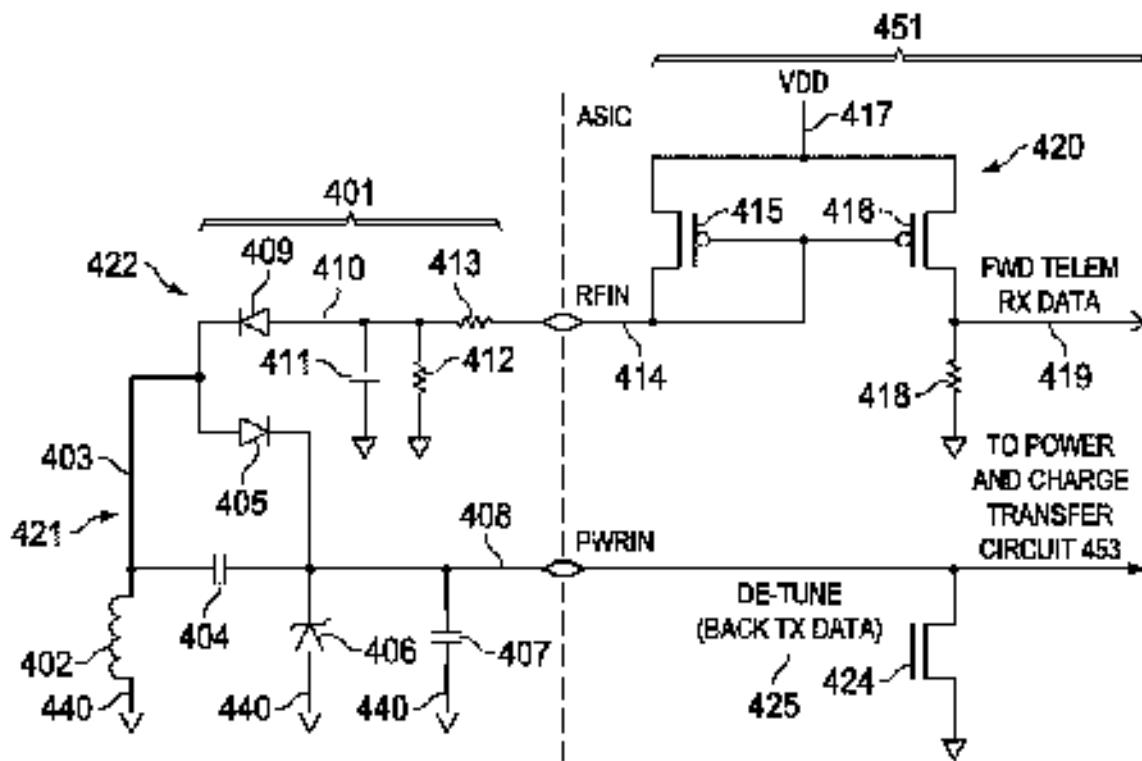 451
VDD
ASIC
417
420
401
415
416
422
409
410
413
RFIN
FWD TELEM
RX DATA
411
412
414
418
419
403
405
TO POWER
AND CHARGE
TRANSFER
CIRCUIT 453
408
PWRIN
421
404
406
407
DE-TUNE
(BACK TX DATA)
425
424
402
440
440
440